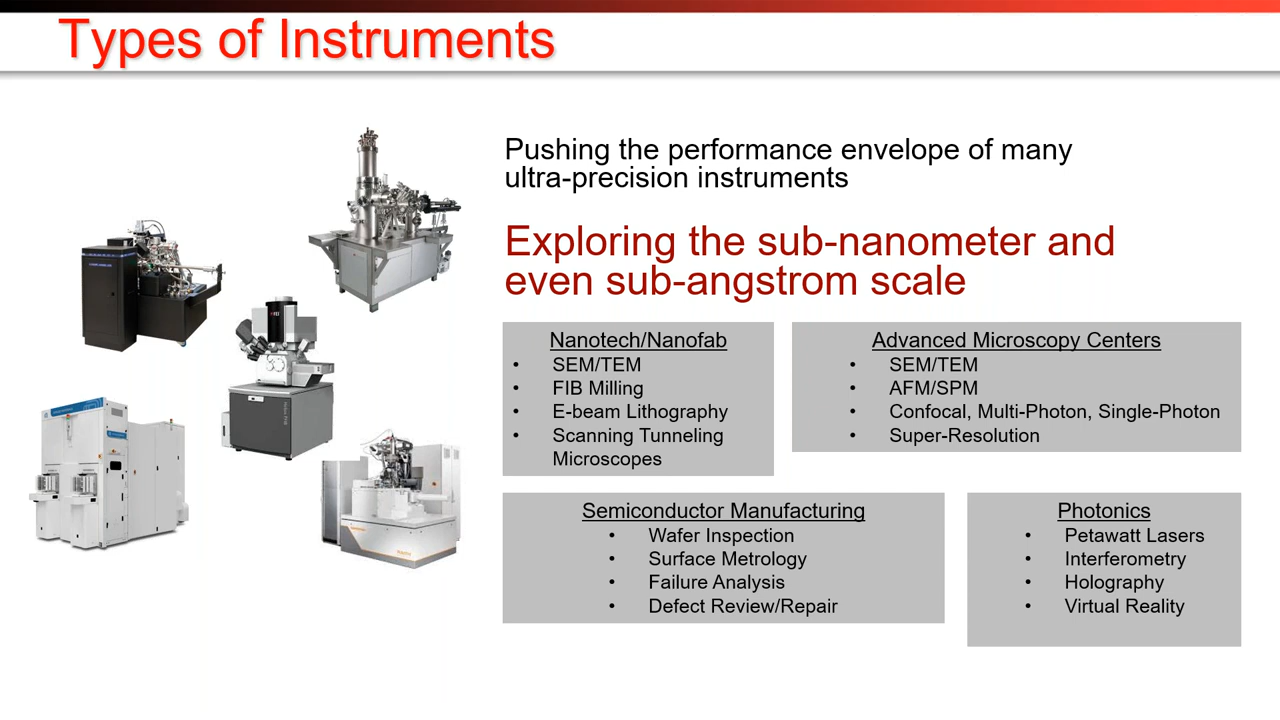 Types of Instruments
Pushing the performance envelope of many
ultra-precision instruments
Exploring the sub-nanometer and
even sub-angstrom scale
Nanotech/Nanofab
• SEM/TEM
• FIB Milling
• E-beam Lithography
• Scanning Tunneling
Microscopes
Advanced Microscopy Centers
• SEM/TEM
• AFM/SPM
• Confocal, Multi-Photon, Single-Photon
• Super-Resolution
Semiconductor Manufacturing
• Wafer Inspection
• Surface Metrology
• Failure Analysis
• Defect Review/Repair
Photonics
• Petawatt Lasers
• Interferometry
• Holography
• Virtual Reality